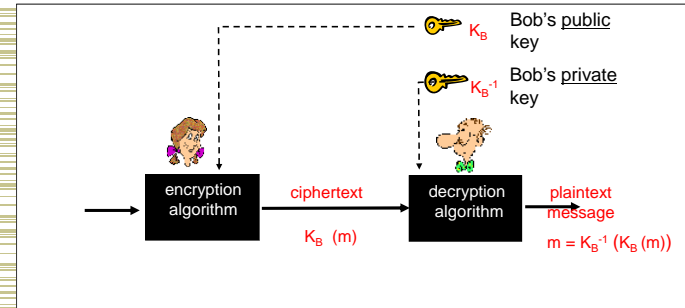 K_B Bob's public
key
K_B^-1 Bob's private
key
encryption
algorithm
ciphertext
K_B (m)
decryption
algorithm
plaintext
message
m = K_B^-1 (K_B (m))